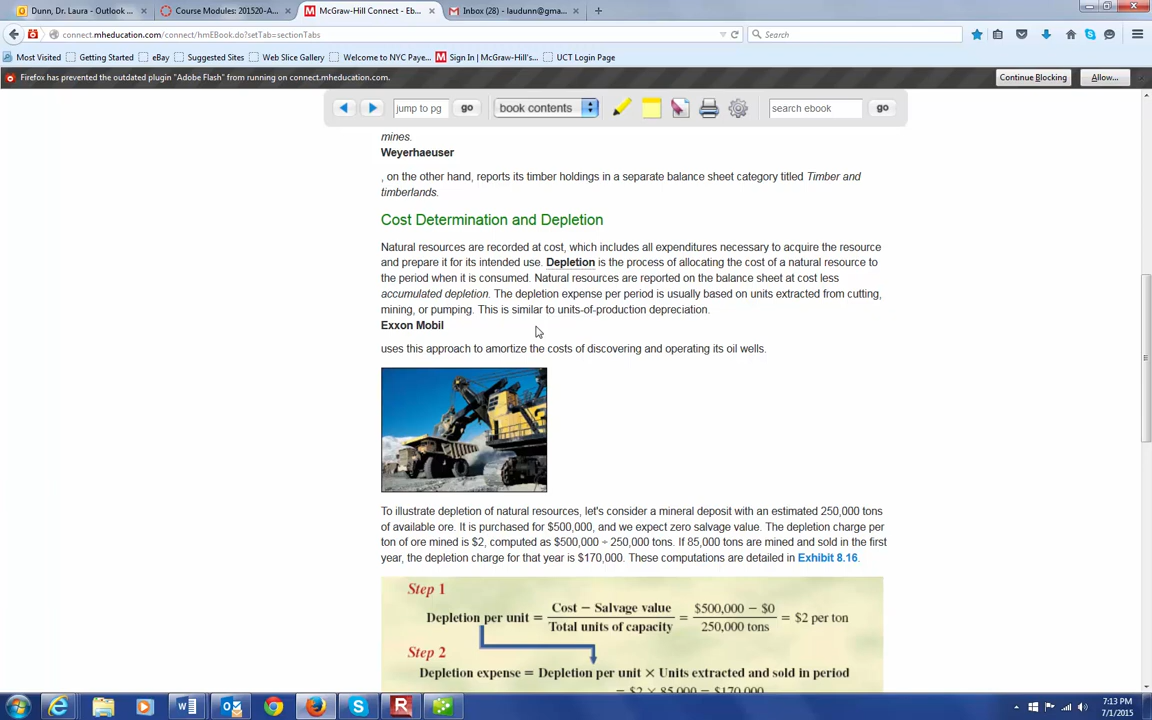 Dunn, Dr. Laura - Outlook ...
Course Modules: 201520-A...
McGraw-Hill Connect - Eb...
Inbox (28) - laudunn@gma...
connect.mheducation.com/connect/hmEBook.do?setTab=sectionTabs
Search
Most Visited
Getting Started
eBay
Suggested Sites
Web Slice Gallery
Welcome to NYC Paye...
Sign In | McGraw-Hill's...
UCT Login Page
Firefox has prevented the outdated plugin "Adobe Flash" from running on connect.mheducation.com.
Continue Blocking
Allow...
jump to pg
go
book contents
search ebook
go
mines.
Weyerhaeuser
, on the other hand, reports its timber holdings in a separate balance sheet category titled Timber and
timberlands.
Cost Determination and Depletion
Natural resources are recorded at cost, which includes all expenditures necessary to acquire the resource
and prepare it for its intended use. Depletion is the process of allocating the cost of a natural resource to
the period when it is consumed. Natural resources are reported on the balance sheet at cost less
accumulated depletion. The depletion expense per period is usually based on units extracted from cutting,
mining, or pumping. This is similar to units-of-production depreciation.
Exxon Mobil
uses this approach to amortize the costs of discovering and operating its oil wells.
To illustrate depletion of natural resources, let's consider a mineral deposit with an estimated 250,000 tons
of available ore. It is purchased for $500,000, and we expect zero salvage value. The depletion charge per
ton of ore mined is $2, computed as $500,000 ÷ 250,000 tons. If 85,000 tons are mined and sold in the first
year, the depletion charge for that year is $170,000. These computations are detailed in Exhibit 8.16.
Step 1
Depletion per unit = Cost − Salvage value / Total units of capacity = $500,000 − $0 / 250,000 tons = $2 per ton
Step 2
Depletion expense = Depletion per unit × Units extracted and sold in period
= $2 × 85,000 = $170,000
7:13 PM
7/1/2015